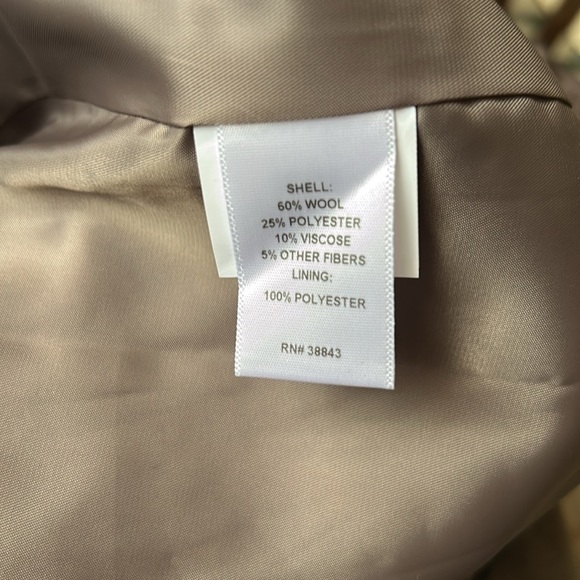 SHELL:
60% WOOL
25% POLYESTER
10% VISCOSE
5% OTHER FIBERS
LINING:
100% POLYESTER
RN# 38843